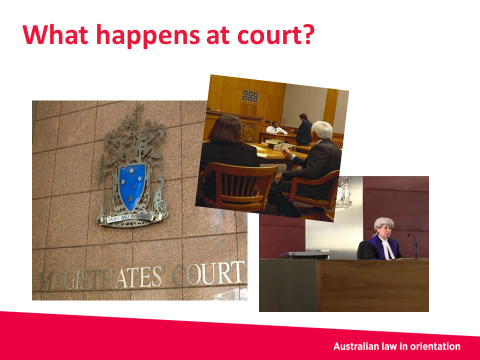 What happens at court?
MAGISTRATES COURT
Australian law in orientation